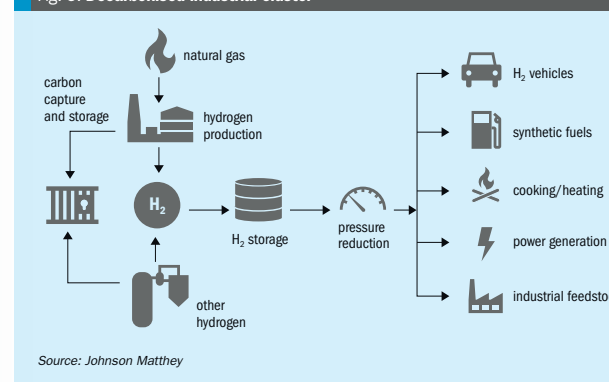 natural gas
carbon
capture
and storage
hydrogen
production
H₂
H₂ storage
pressure
reduction
other
hydrogen
H₂ vehicles
synthetic fuels
cooking/heating
power generation
industrial
Source: Johnson Matthey